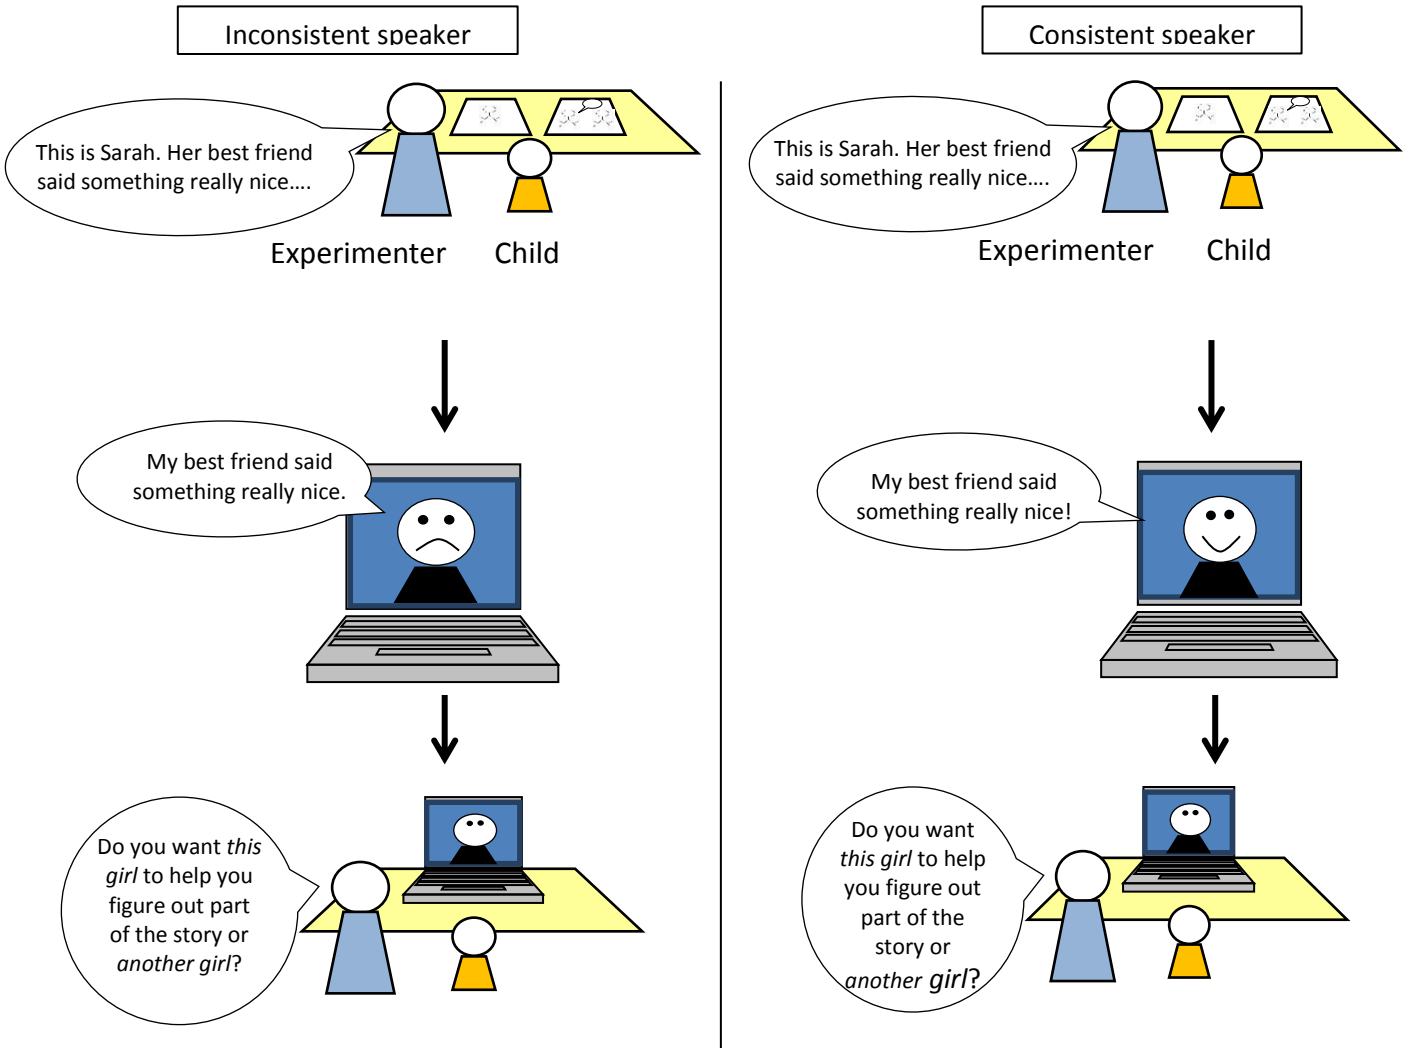 Inconsistent speaker
This is Sarah. Her best friend
said something really nice....
Experimenter
Child
My best friend said
something really nice.
Do you want this
girl to help you
figure out part
of the story or
another girl?
Consistent speaker
This is Sarah. Her best friend
said something really nice....
Experimenter
Child
My best friend said
something really nice!
Do you want
this girl to help
you figure out
part of the
story or
another girl?